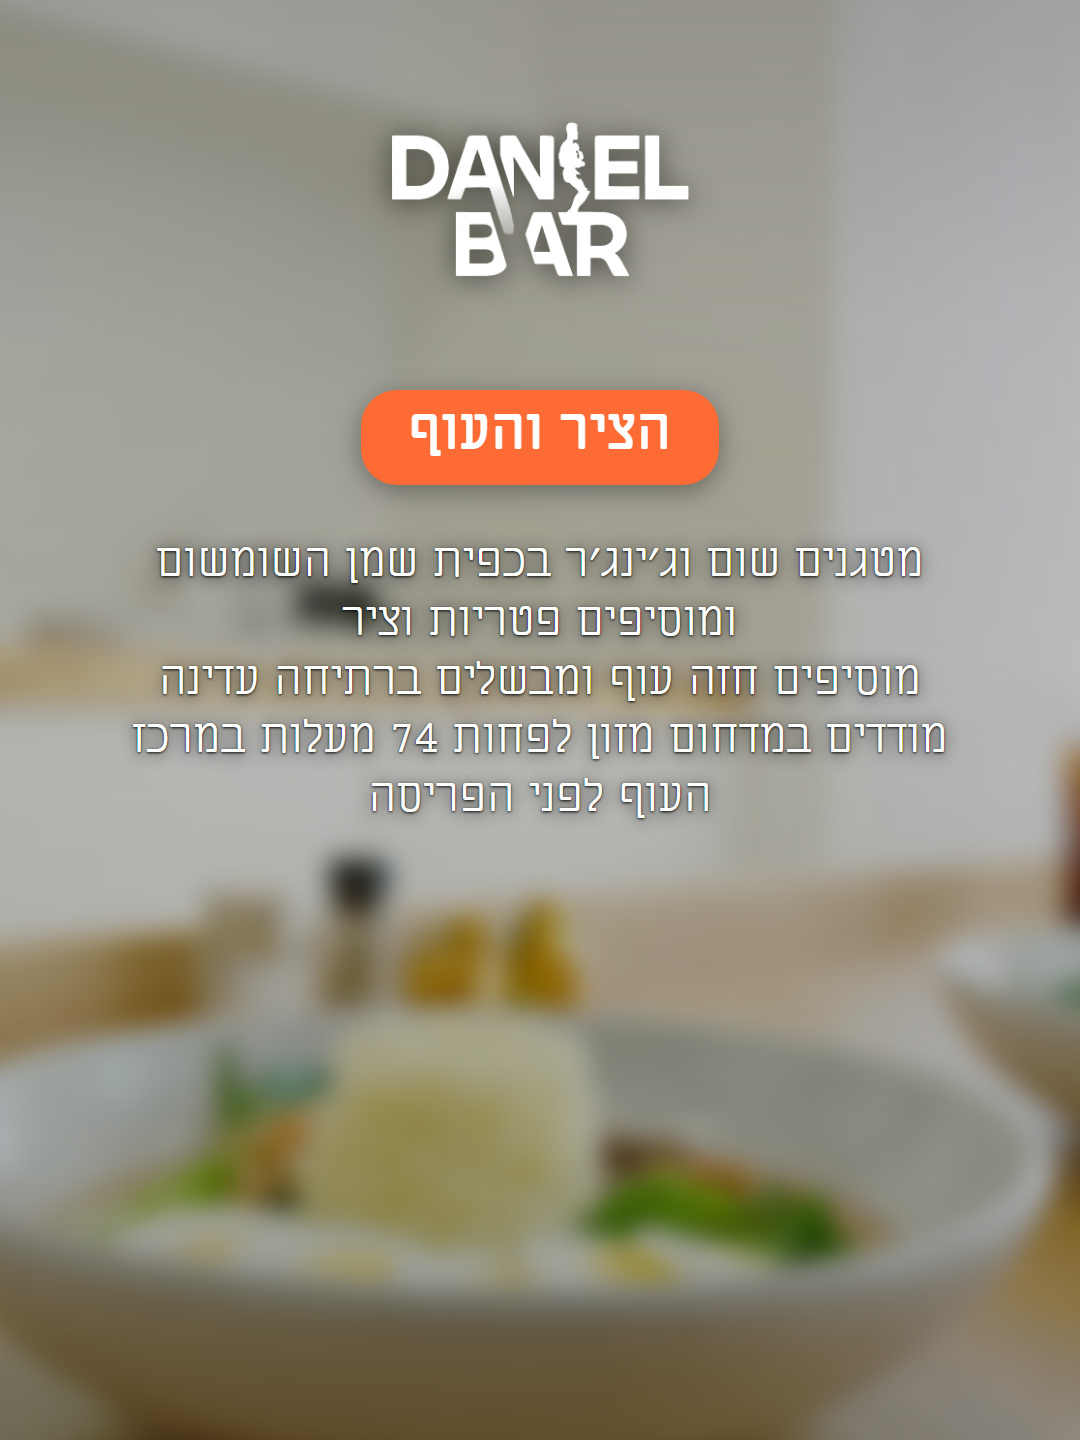 DANIEL
BAR
הציר והעוף
מטגנים שום וג׳ינג׳ר בכפית שמן השומשום
ומוסיפים פטריות וציר
מוסיפים חזה עוף ומבשלים ברתיחה עדינה
מודדים במדחום מזון לפחות 74 מעלות במרכז
העוף לפני הפריסה